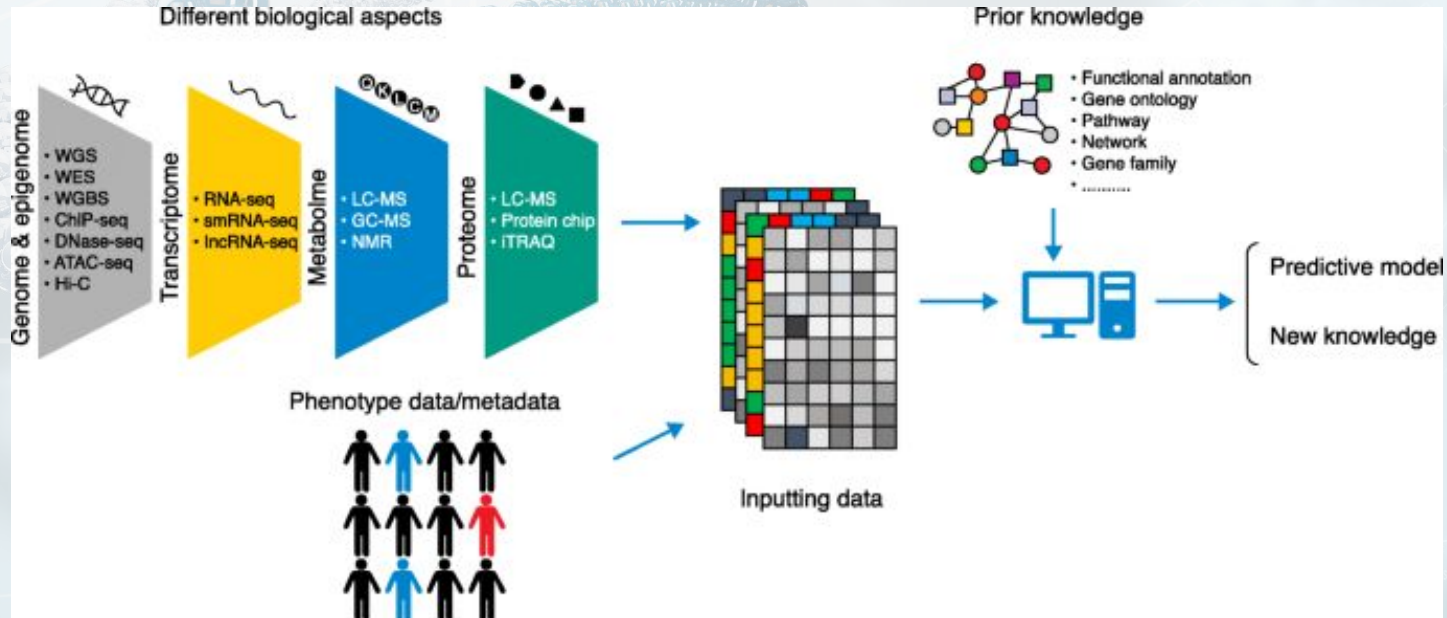 Different biological aspects
Prior knowledge
Genome & epigenome
• WGS
• WES
• WGBS
• ChIP-seq
• DNase-seq
• ATAC-seq
• Hi-C
Transcriptome
• RNA-seq
• smRNA-seq
• lncRNA-seq
Metabolme
CKLCM
• LC-MS
• GC-MS
• NMR
Proteome
• LC-MS
• Protein chip
• iTRAQ
• Functional annotation
• Gene ontology
• Pathway
• Network
• Gene family
• ...........
Phenotype data/metadata
Inputting data
Predictive model
New knowledge